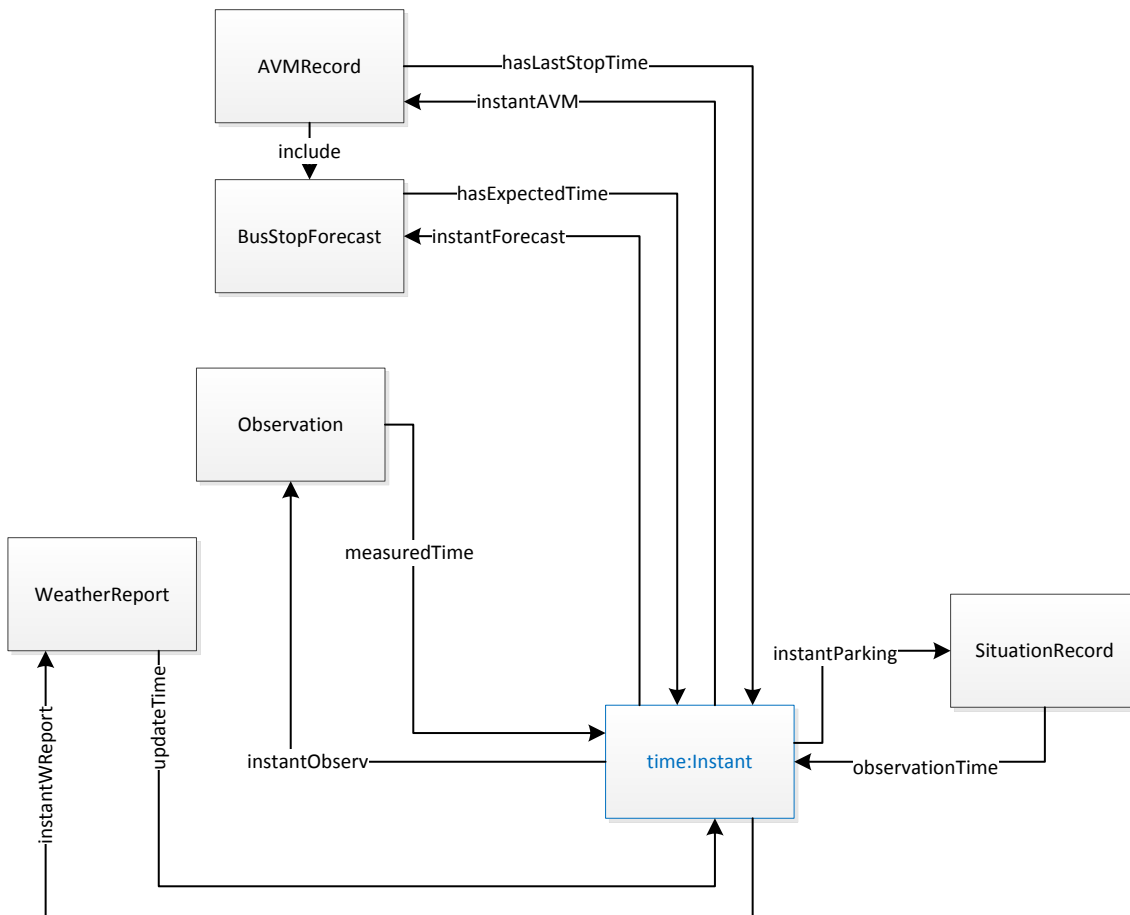 AVMRecord
hasLastStopTime
instantAVM
include
hasExpectedTime
BusStopForecast
instantForecast
Observation
measuredTime
WeatherReport
SituationRecord
instantParking
updateTime
instantWReport
instantObserv
time:Instant
observationTime